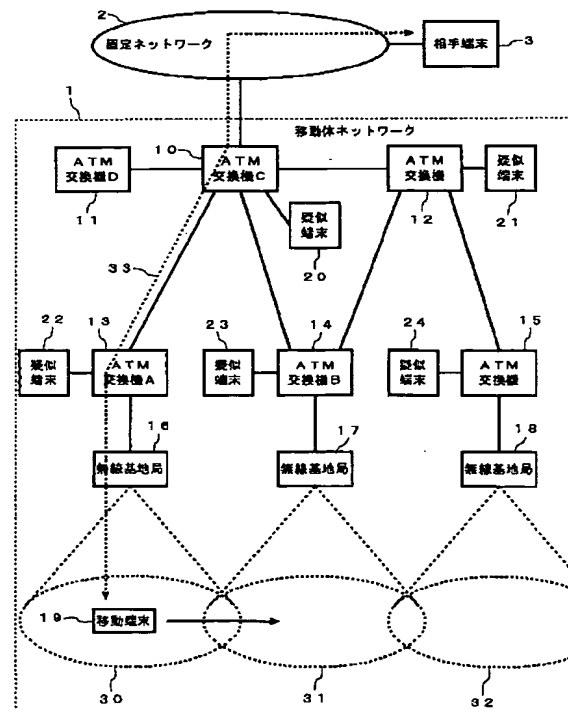 2
固定ネットワーク
相手端末
3
1
移動体ネットワーク
10
ATM
交換機D
11
ATM
交換機C
ATM
交換機
12
疑似
端末
21
疑似
端末
20
33
22
疑似
端末
13
ATM
交換機A
23
疑似
端末
14
ATM
交換機B
24
疑似
端末
15
ATM
交換機
16
無線基地局
17
無線基地局
18
無線基地局
19
移動端末
30
31
32